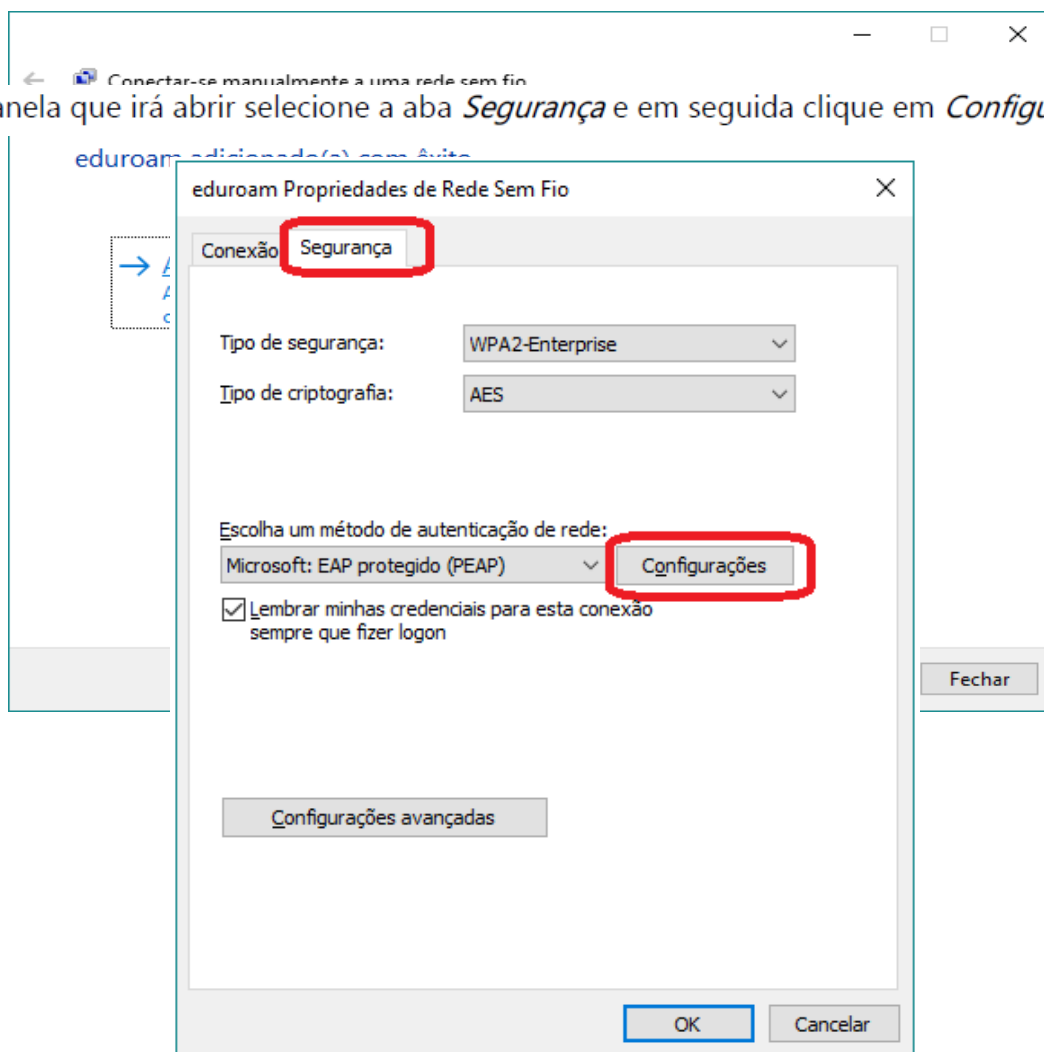 Conectar-se manualmente a uma rede sem fio
anela que irá abrir selecione a aba Segurança e em seguida clique em Configu
eduroam adicionado(a) com êxito
eduroam Propriedades de Rede Sem Fio
Conexão Segurança
Tipo de segurança: WPA2-Enterprise
Tipo de criptografia: AES
Escolha um método de autenticação de rede:
Microsoft: EAP protegido (PEAP) Configurações
Lembrar minhas credenciais para esta conexão
sempre que fizer logon
Fechar
Configurações avançadas
OK Cancelar